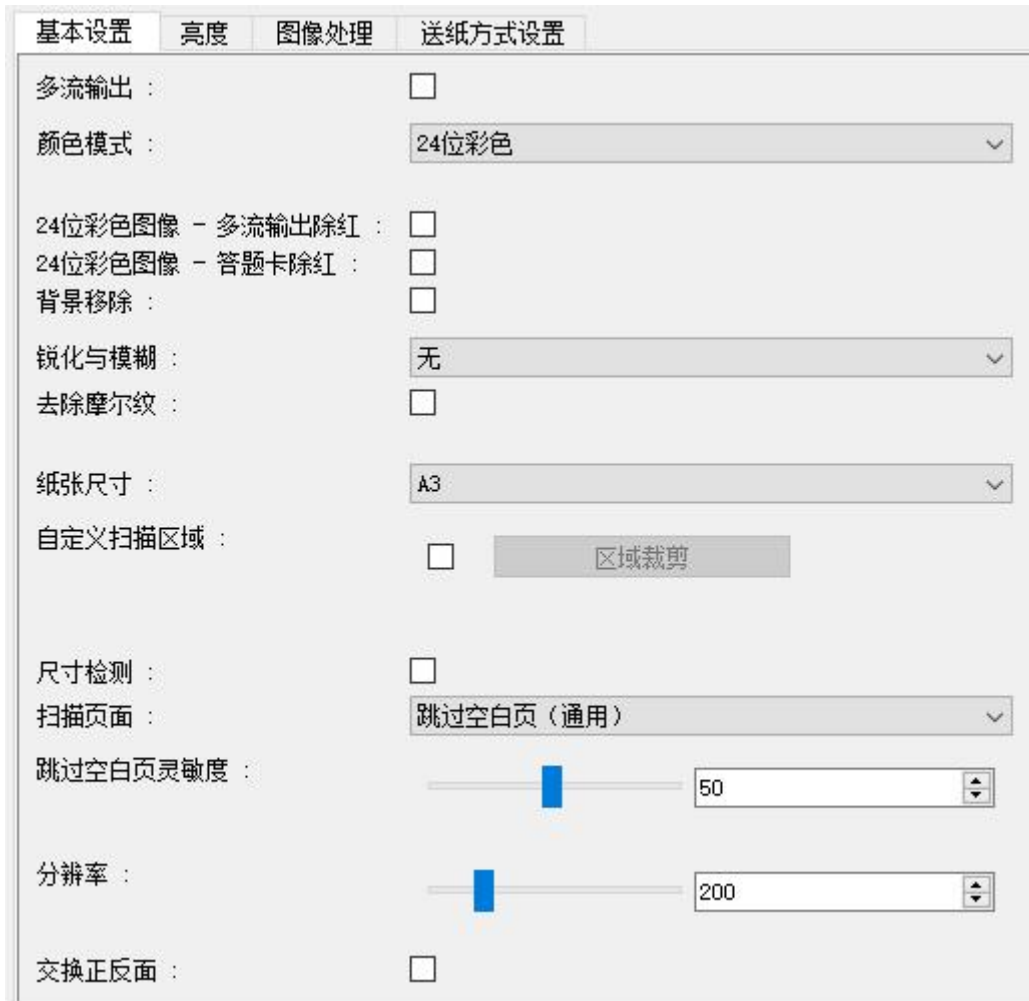 基本设置 亮度 图像处理 送纸方式设置
多流输出 :
颜色模式 : 24位彩色
24位彩色图像 - 多流输出除红 :
24位彩色图像 - 答题卡除红 :
背景移除 :
锐化与模糊 : 无
去除摩尔纹 :
纸张尺寸 : A3
自定义扫描区域 : 区域裁剪
尺寸检测 :
扫描页面 : 跳过空白页（通用）
跳过空白页灵敏度 : 50
分辨率 : 200
交换正反面 :